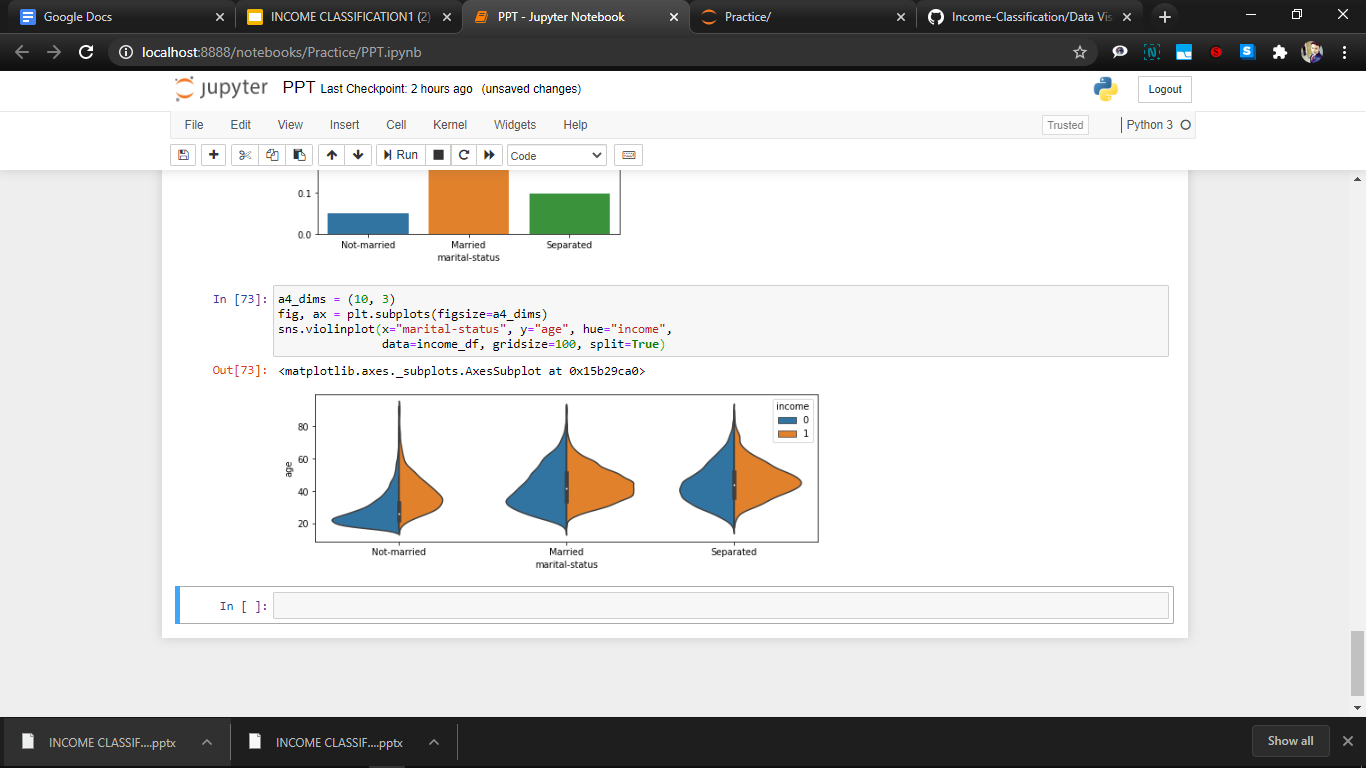 Google Docs
INCOME CLASSIFICATION1 (2)
PPT - Jupyter Notebook
Practice/
Income-Classification/Data Vis
localhost:8888/notebooks/Practice/PPT.ipynb
jupyter PPT Last Checkpoint: 2 hours ago (unsaved changes)
Logout
File Edit View Insert Cell Kernel Widgets Help
Trusted
Python 3
Run
Code
0.1
0.0
Not-married Married Separated
marital-status
In [73]:
a4_dims = (10, 3)
fig, ax = plt.subplots(figsize=a4_dims)
sns.violinplot(x="marital-status", y="age", hue="income",
data=income_df, gridsize=100, split=True)
Out[73]: <matplotlib.axes._subplots.AxesSubplot at 0x15b29ca0>
income
0
1
80
60
40
20
age
Not-married Married Separated
marital-status
In [ ]:
INCOME CLASSIF....pptx
INCOME CLASSIF....pptx
Show all